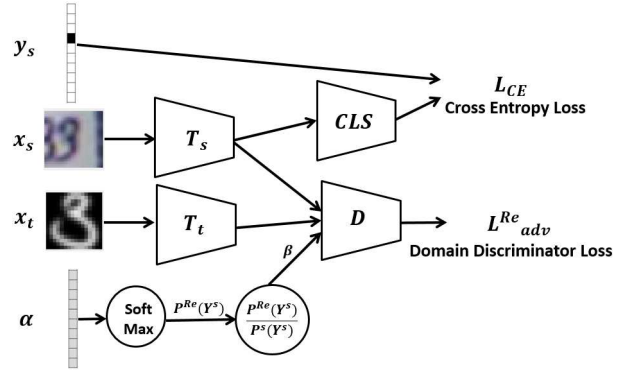 y_s
L_CE
Cross Entropy Loss
x_s
T_s
CLS
x_t
T_t
D
L^Re_adv
Domain Discriminator Loss
β
α
Soft
Max
P^Re(Y^s)
P^Re(Y^s)
P^s(Y^s)